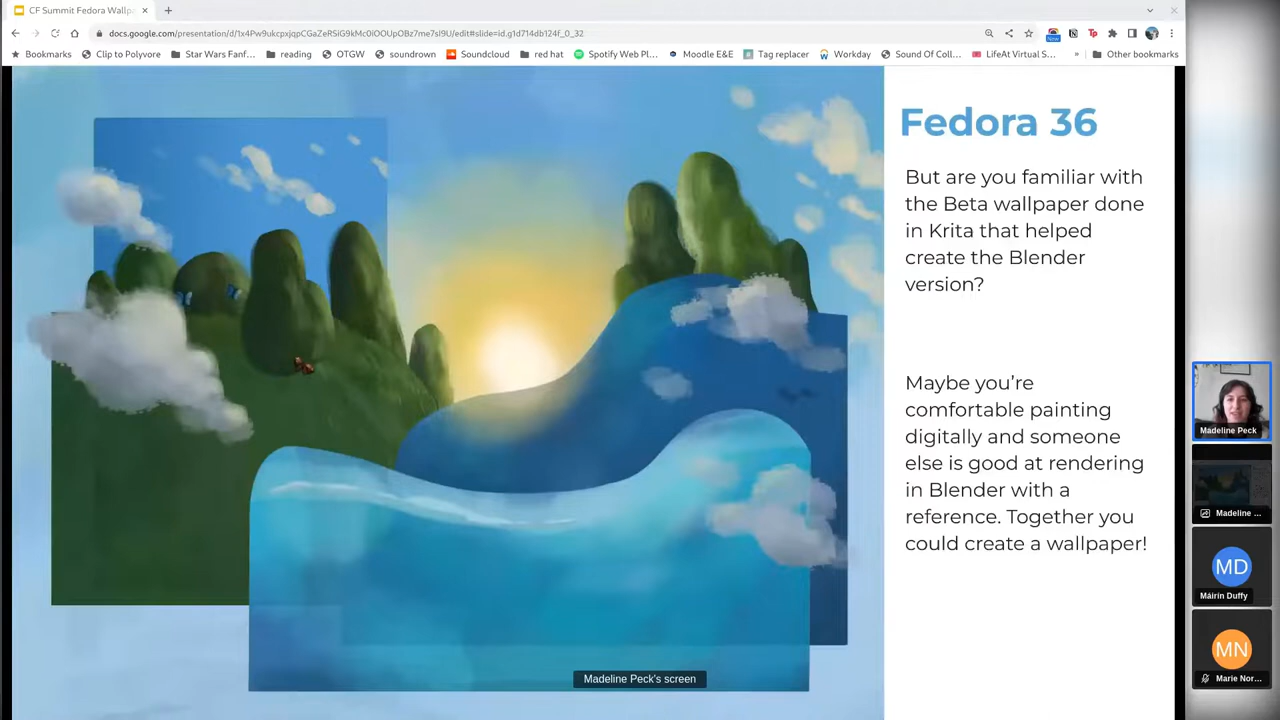 CF Summit Fedora Wallp
docs.google.com/presentation/d/1x4Pw9ukcpxjqpCGaZeRSiG9kMc0iOOUpOBz7me7sl9U/edit#slide=id.g1d714db124f_0_32
Bookmarks
Clip to Polyvore
Star Wars Fanf...
reading
OTGW
soundrown
Soundcloud
red hat
Spotify Web Pl...
Moodle E&E
Tag replacer
Workday
Sound Of Coll...
LifeAt Virtual S...
»
Other bookmarks
Fedora 36
But are you familiar with
the Beta wallpaper done
in Krita that helped
create the Blender
version?
Maybe you're
comfortable painting
digitally and someone
else is good at rendering
in Blender with a
reference. Together you
could create a wallpaper!
Madeline Peck's screen
Madeline Peck
Madeline ...
MD
Máirín Duffy
MN
Marie Nor...